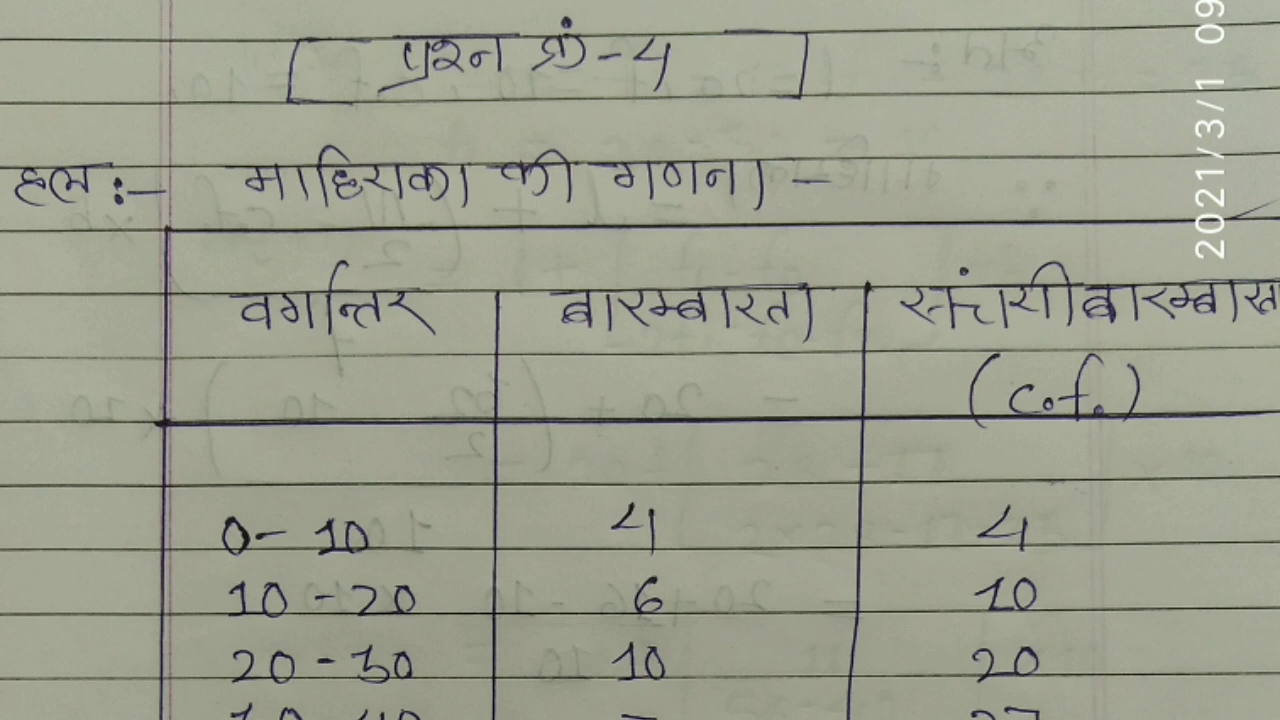 प्रश्न क्रं-4
हल:- माध्यिका की गणना -
वर्गान्तर बारम्बारता संचयी बारम्बारता
(c.f.)
0- 10 4 4
10 -20 6 10
20 -30 10 20
2021/3/1 09